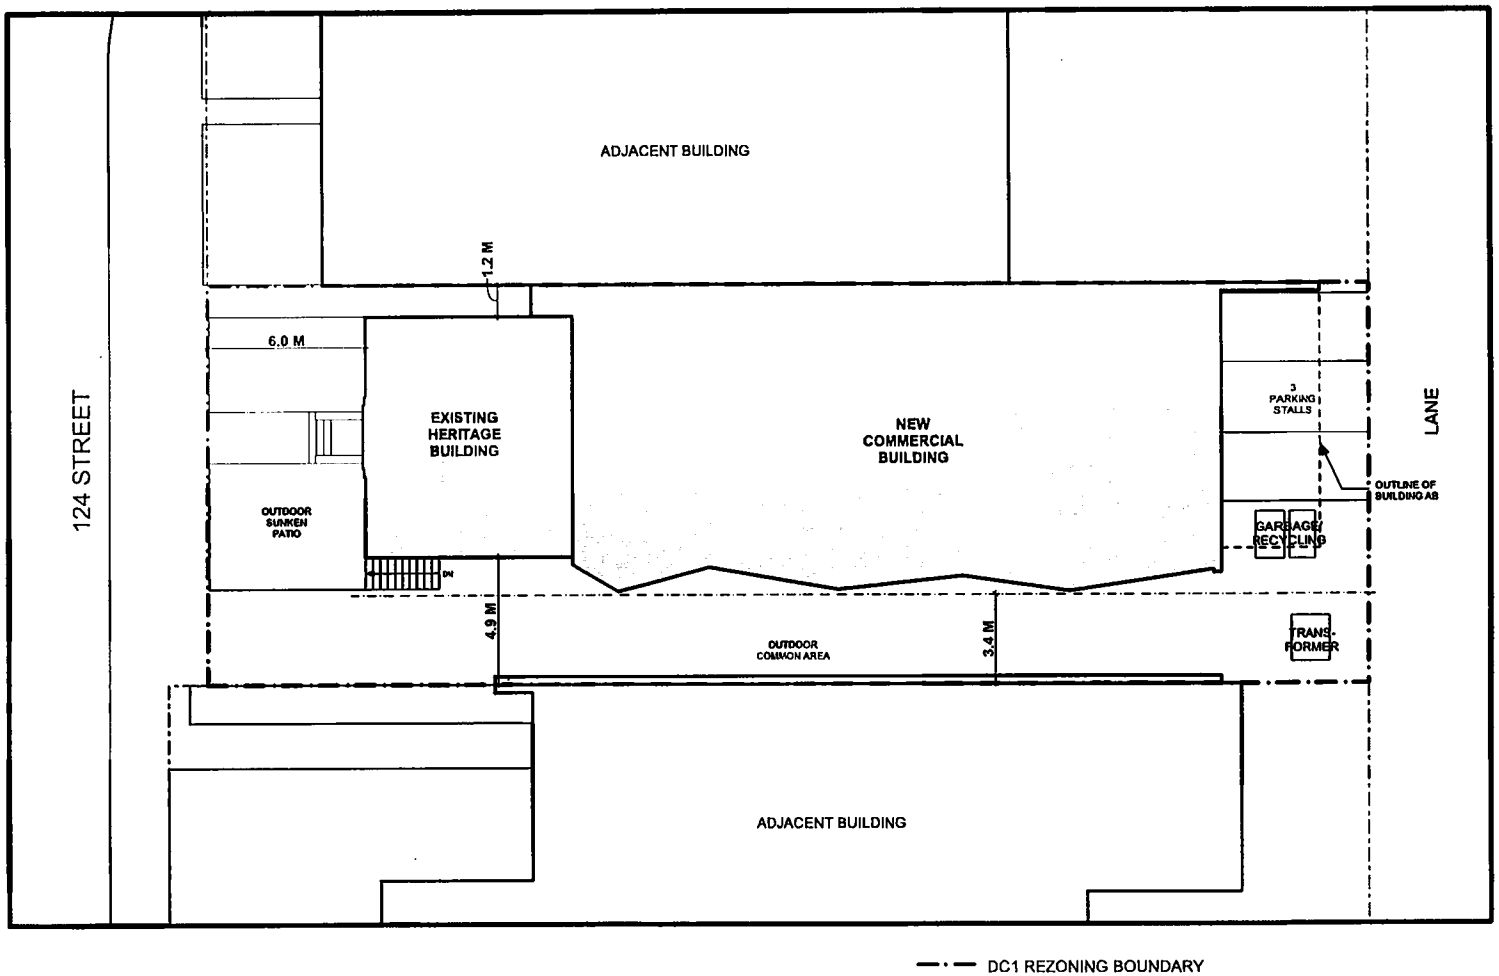 ADJACENT BUILDING
1.2 M
6.0 M
124 STREET
EXISTING
HERITAGE
BUILDING
NEW
COMMERCIAL
BUILDING
3
PARKING
STALLS
LANE
OUTLINE OF
BUILDING AB
OUTDOOR
SUNKEN
PATIO
GARBAGE/
RECYCLING
DN
4.9 M
OUTDOOR
COMMON AREA
3.4 M
TRANS-
FORMER
ADJACENT BUILDING
DC1 REZONING BOUNDARY